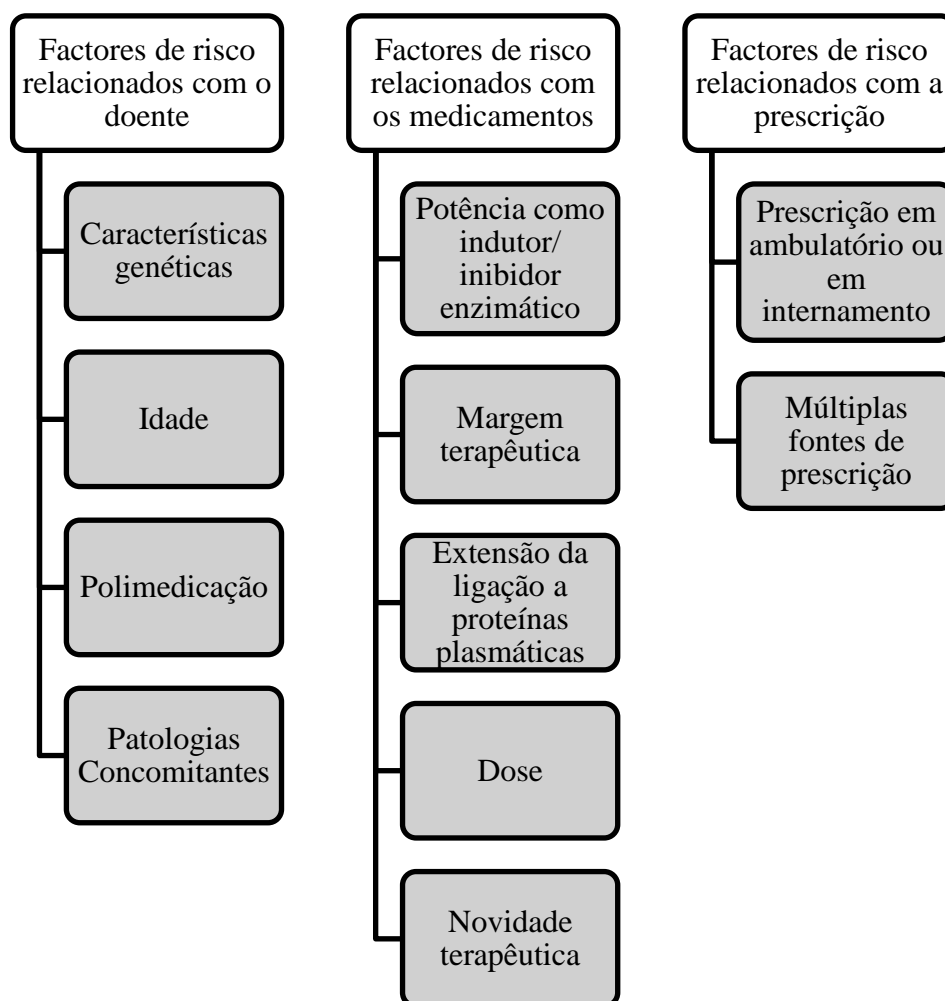 Factores de risco
relacionados com o
doente
Características
genéticas
Idade
Polimedicação
Patologias
Concomitantes
Factores de risco
relacionados com
os medicamentos
Potência como
indutor/
inibidor
enzimático
Margem
terapêutica
Extensão da
ligação a
proteínas
plasmáticas
Dose
Novidade
terapêutica
Factores de risco
relacionados com a
prescrição
Prescrição em
ambulatório ou
em
internamento
Múltiplas
fontes de
prescrição